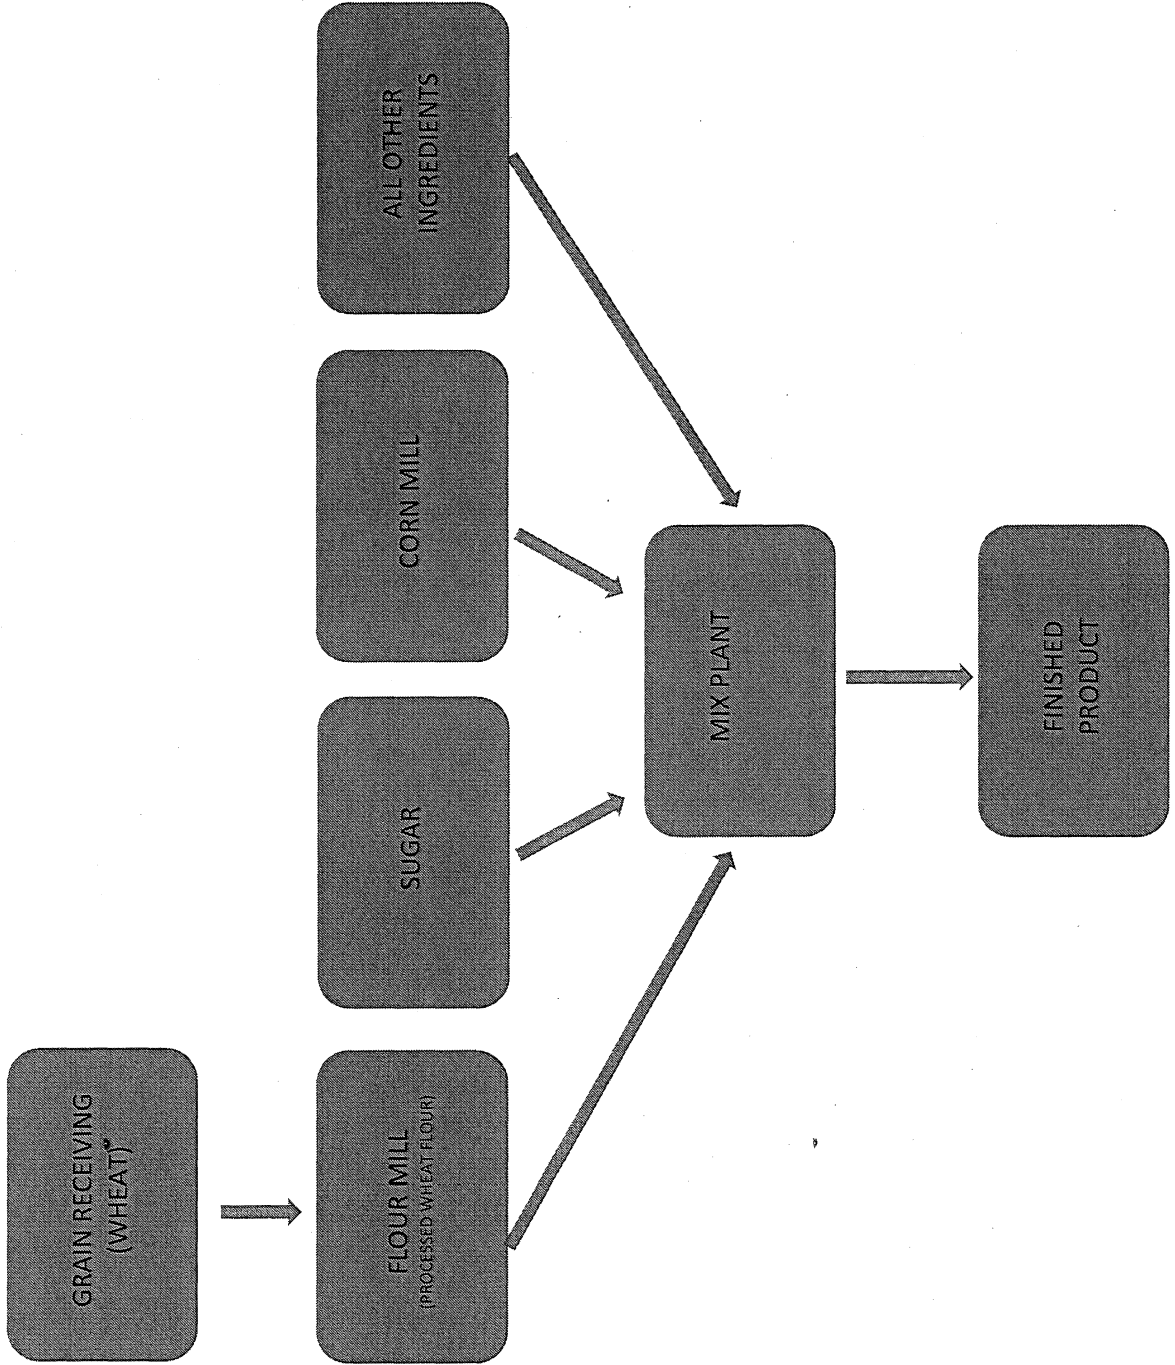 GRAIN RECEIVING
(WHEAT)
FLOUR MILL
(PROCESSED WHEAT FLOUR)
SUGAR
CORN MILL
ALL OTHER
INGREDIENTS
MIX PLANT
FINISHED
PRODUCT